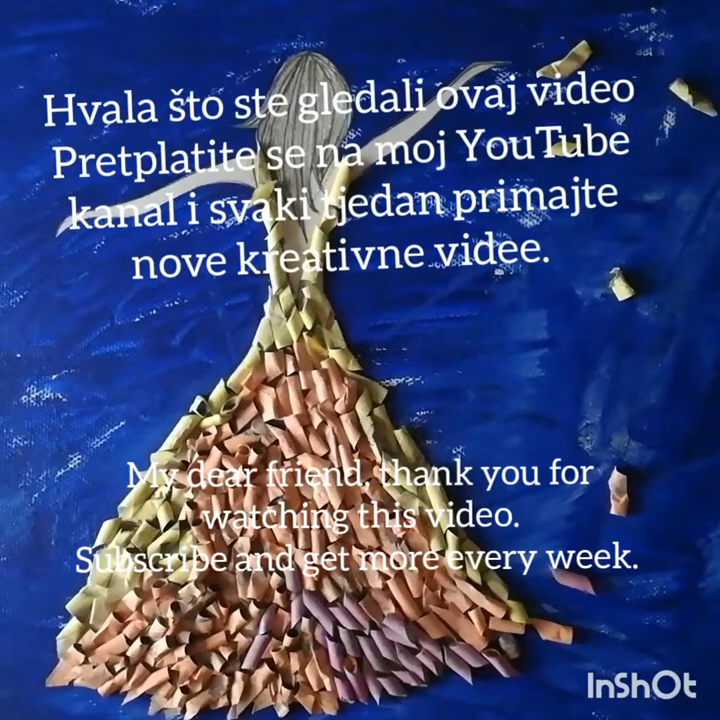 Hvala što ste gledali ovaj video
Pretplatite se na moj YouTube
kanal i svaki tjedan primajte
nove kreativne videe.
My dear friend, thank you for
watching this video.
Subscribe and get more every week.
InShOt